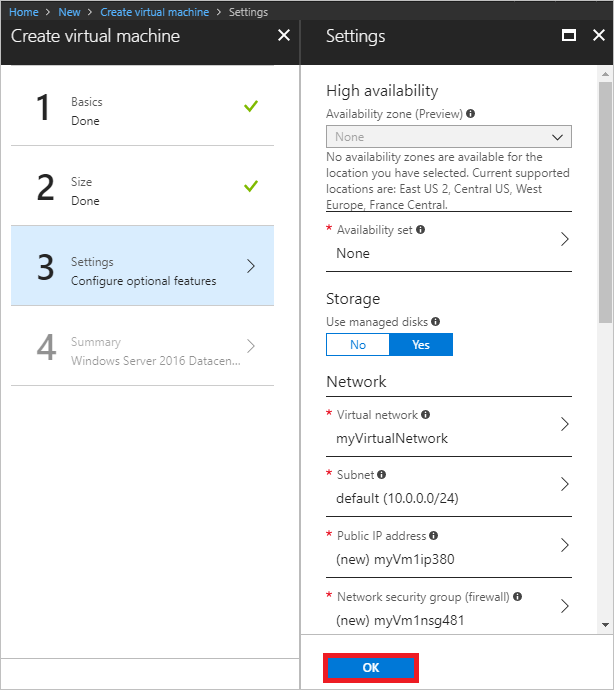 Home > New > Create virtual machine > Settings
Create virtual machine
1
Basics
Done
2
Size
Done
3
Settings
Configure optional features
4
Summary
Windows Server 2016 Datacen...
Settings
High availability
Availability zone (Preview)
None
No availability zones are available for the
location you have selected. Current supported
locations are: East US 2, Central US, West
Europe, France Central.
* Availability set
None
Storage
Use managed disks
No Yes
Network
* Virtual network
myVirtualNetwork
* Subnet
default (10.0.0.0/24)
* Public IP address
(new) myVm1ip380
* Network security group (firewall)
(new) myVm1nsg481
OK